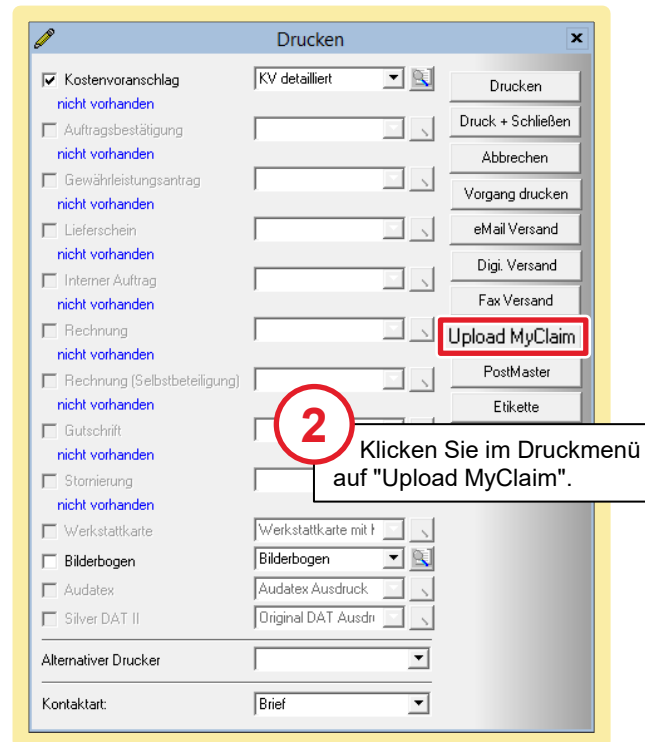 Drucken
Kostenvoranschlag KV detailliert Drucken
nicht vorhanden
Auftragsbestätigung Druck + Schließen
nicht vorhanden
Gewährleistungsantrag Abbrechen
nicht vorhanden
Lieferschein Vorgang drucken
nicht vorhanden
Interner Auftrag eMail Versand
nicht vorhanden
Rechnung Digi. Versand
nicht vorhanden
Rechnung (Selbstbeteiligung) Fax Versand
nicht vorhanden
Gutschrift Upload MyClaim
nicht vorhanden
Stornierung PostMaster
nicht vorhanden
Werkstattkarte Werkstattkarte mit Etikette
Bilderbogen Bilderbogen
Audatex Audatex Ausdruck
Silver DAT II Original DAT Ausdr
Alternativer Drucker
Kontaktart: Brief
2
Klicken Sie im Druckmenü
auf "Upload MyClaim".